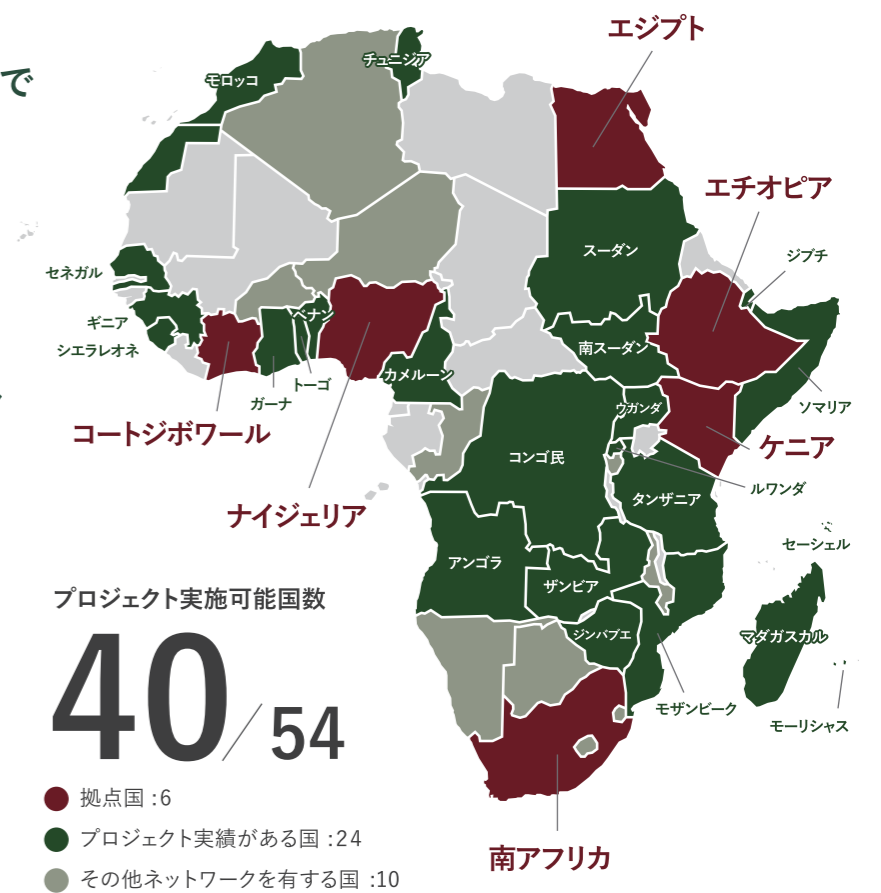 で
エジプト
チュニジア
モロッコ
エチオピア
スーダン
ジブチ
セネガル
ギニア
ベナン
シエラレオネ
南スーダン
カメルーン
トーゴ
ガーナ
ソマリア
ウガンダ
コートジボワール
ケニア
コンゴ民
ルワンダ
タンザニア
ナイジェリア
セーシェル
アンゴラ
ザンビア
プロジェクト実施可能国数
ジンバブエ
マダガスカル
40/54
モザンビーク
モーリシャス
拠点国 :6
プロジェクト実績がある国 :24
南アフリカ
その他ネットワークを有する国 :10